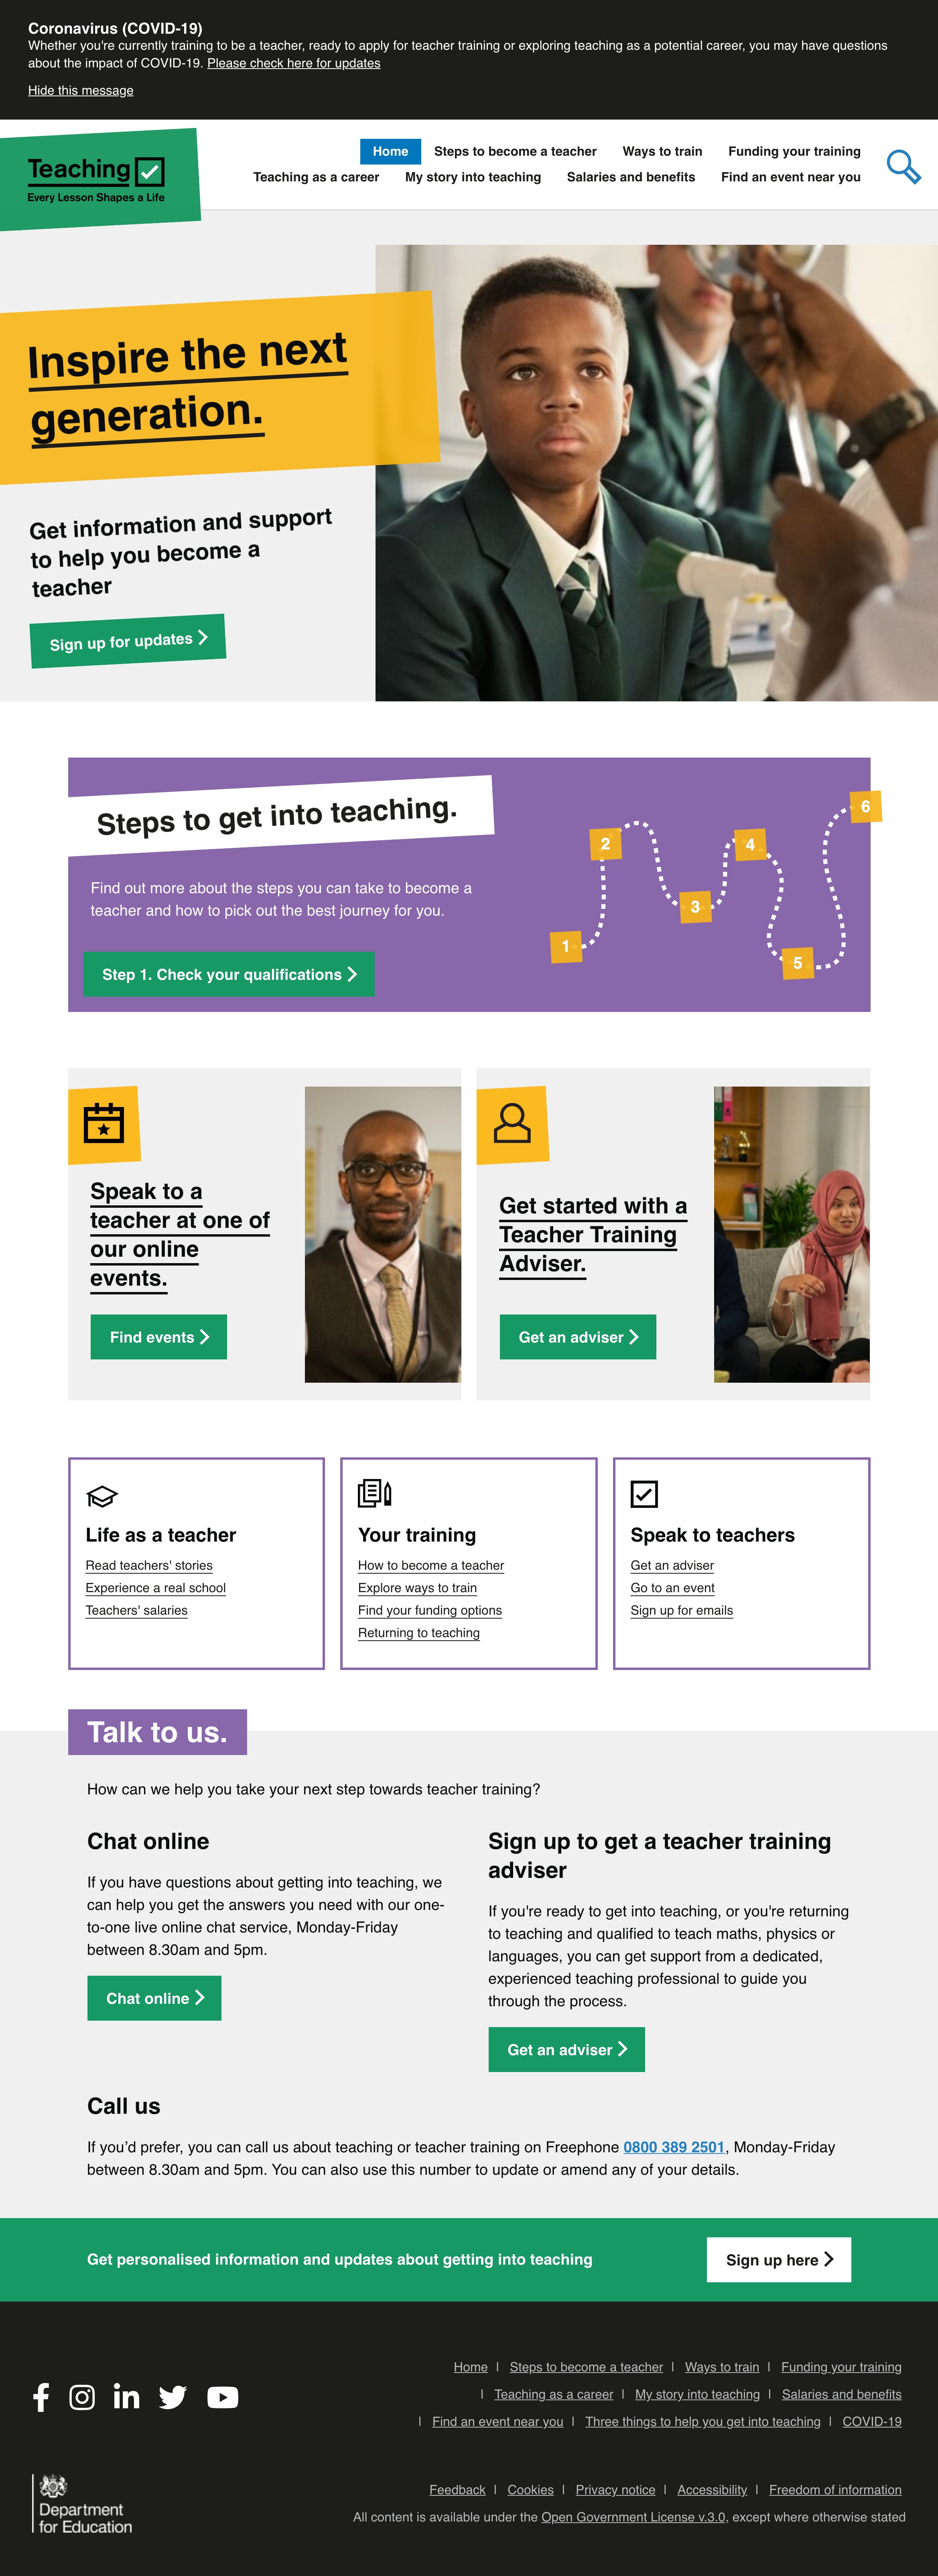 Coronavirus (COVID-19)
Whether you're currently training to be a teacher, ready to apply for teacher training or exploring teaching as a potential career, you may have questions
about the impact of COVID-19. Please check here for updates
Hide this message
Teaching
Every Lesson Shapes a Life
Home Steps to become a teacher Ways to train Funding your training
Teaching as a career My story into teaching Salaries and benefits Find an event near you
Inspire the next
generation.
Get information and support
to help you become a
teacher
Sign up for updates
Steps to get into teaching.
Find out more about the steps you can take to become a
teacher and how to pick out the best journey for you.
Step 1. Check your qualifications
1
2
3
4
5
6
Speak to a
teacher at one of
our online
events.
Find events
Get started with a
Teacher Training
Adviser.
Get an adviser
Life as a teacher
Read teachers' stories
Experience a real school
Teachers' salaries
Your training
How to become a teacher
Explore ways to train
Find your funding options
Returning to teaching
Speak to teachers
Get an adviser
Go to an event
Sign up for emails
Talk to us.
How can we help you take your next step towards teacher training?
Chat online
If you have questions about getting into teaching, we
can help you get the answers you need with our one-
to-one live online chat service, Monday-Friday
between 8.30am and 5pm.
Chat online
Sign up to get a teacher training
adviser
If you're ready to get into teaching, or you're returning
to teaching and qualified to teach maths, physics or
languages, you can get support from a dedicated,
experienced teaching professional to guide you
through the process.
Get an adviser
Call us
If you’d prefer, you can call us about teaching or teacher training on Freephone 0800 389 2501, Monday-Friday
between 8.30am and 5pm. You can also use this number to update or amend any of your details.
Get personalised information and updates about getting into teaching
Sign up here
Home | Steps to become a teacher | Ways to train | Funding your training
| Teaching as a career | My story into teaching | Salaries and benefits
| Find an event near you | Three things to help you get into teaching | COVID-19
Department
for Education
Feedback | Cookies | Privacy notice | Accessibility | Freedom of information
All content is available under the Open Government License v.3.0, except where otherwise stated